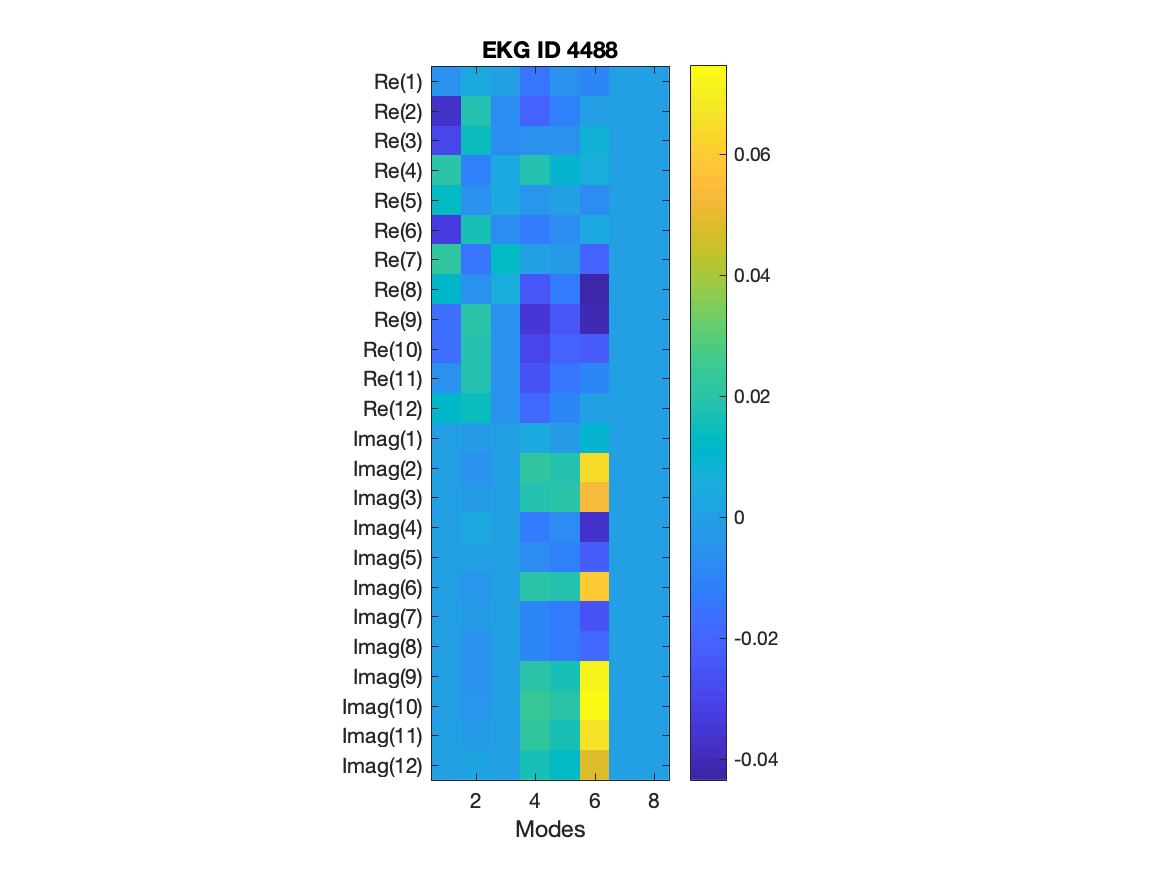 EKG ID 4488
Re(1)
Re(2)
Re(3)
Re(4)
Re(5)
Re(6)
Re(7)
Re(8)
Re(9)
Re(10)
Re(11)
Re(12)
Imag(1)
Imag(2)
Imag(3)
Imag(4)
Imag(5)
Imag(6)
Imag(7)
Imag(8)
Imag(9)
Imag(10)
Imag(11)
Imag(12)
2 4 6 8
Modes
0.06
0.04
0.02
0
-0.02
-0.04